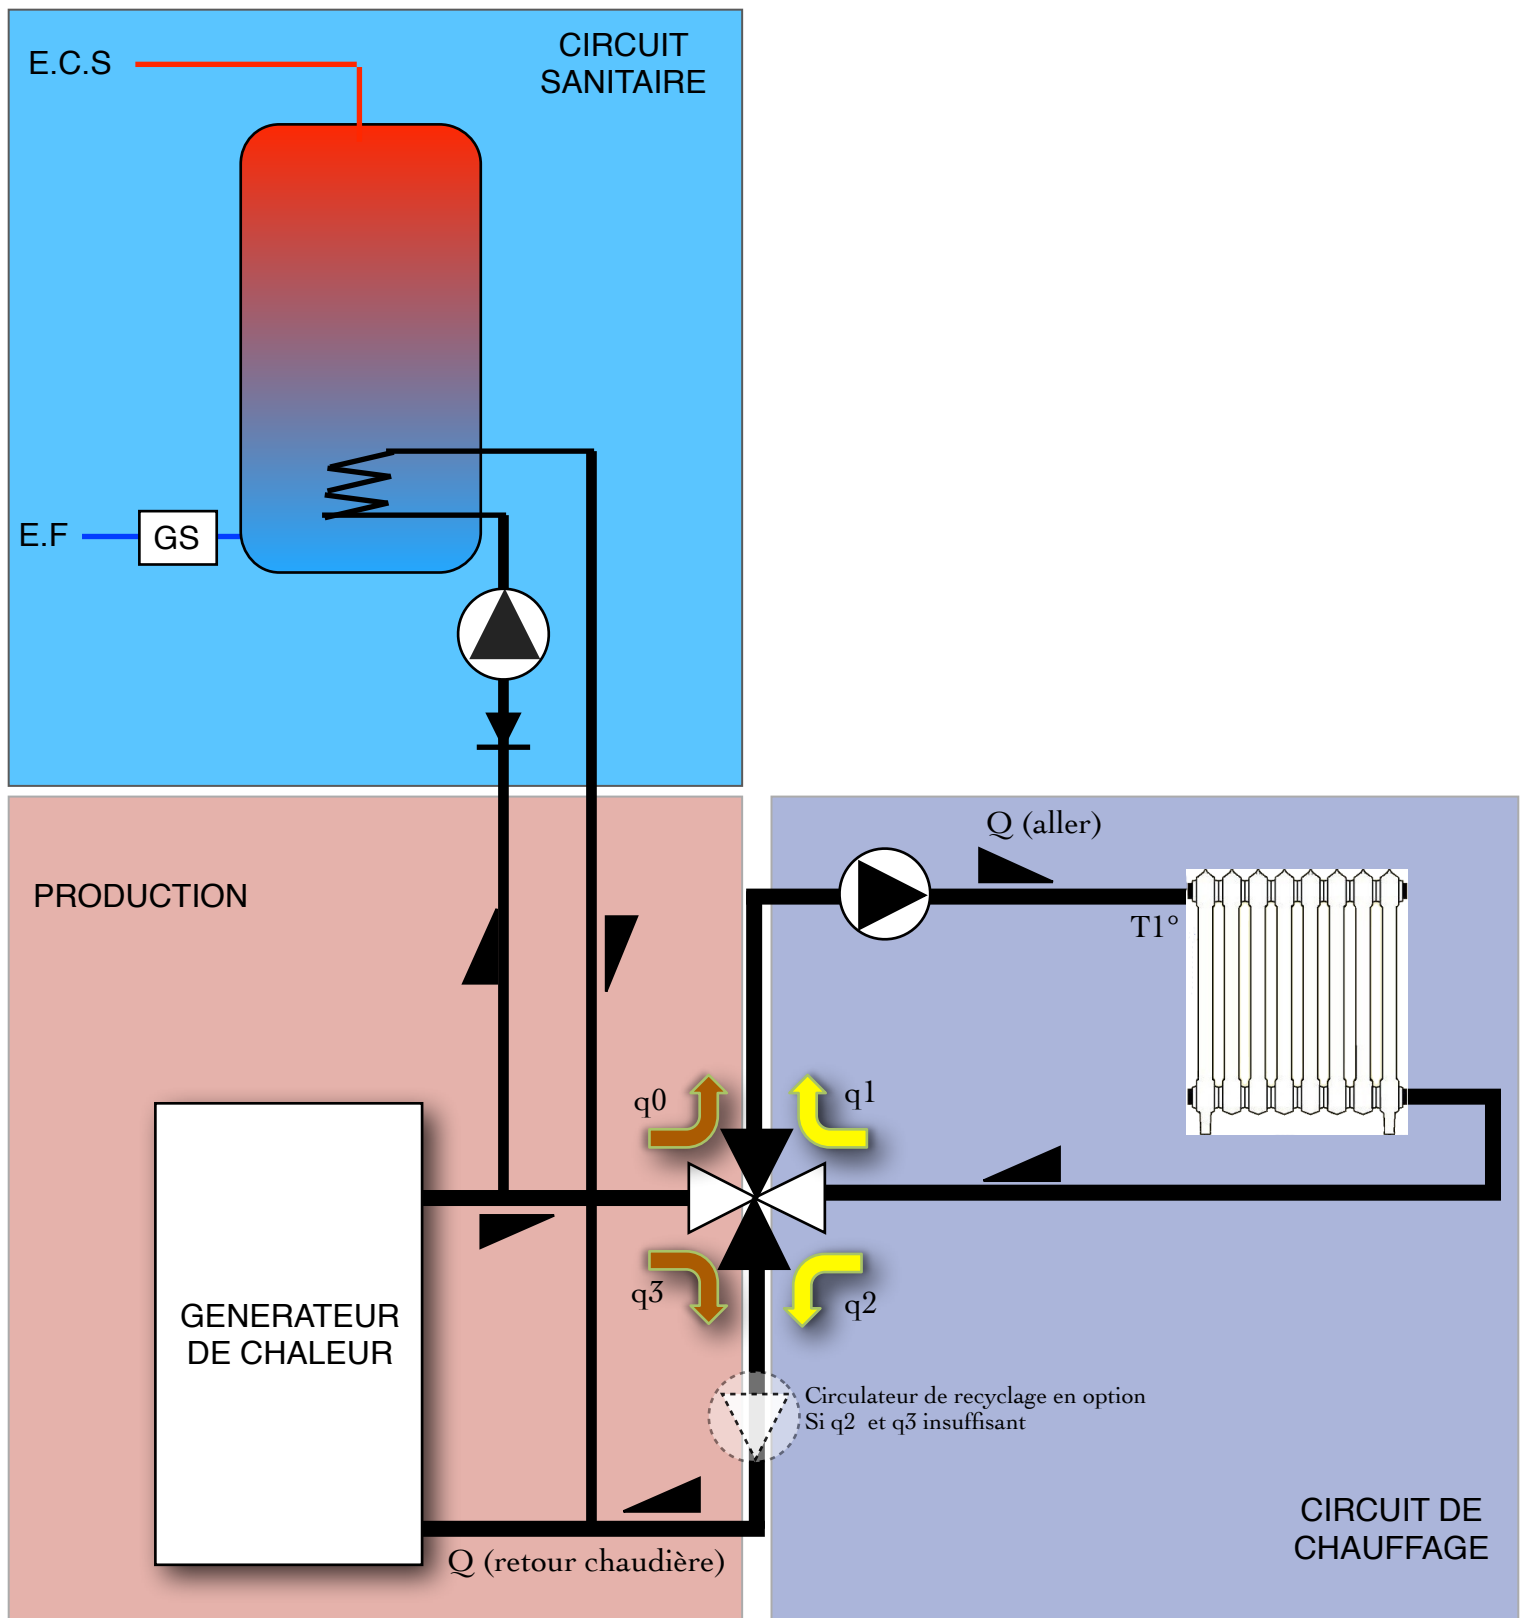 E.C.S
CIRCUIT
SANITAIRE
E.F
GS
PRODUCTION
Q (aller)
T1°
q0
q1
q3
q2
GENERATEUR
DE CHALEUR
Circulateur de recyclage en option
Si q2 et q3 insuffisant
Q (retour chaudière)
CIRCUIT DE
CHAUFFAGE